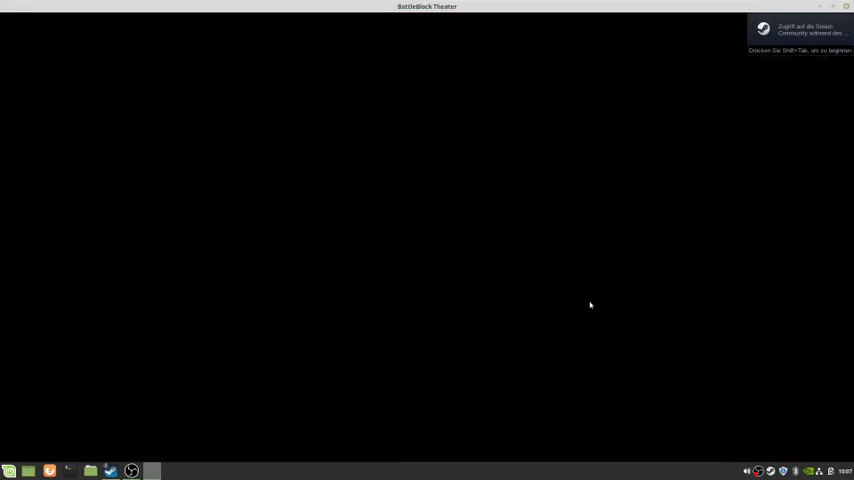 BattleBlock Theater
Zugriff auf die Steam
Community während des ...
Drücken Sie Shift+Tab, um zu beginnen
10:07